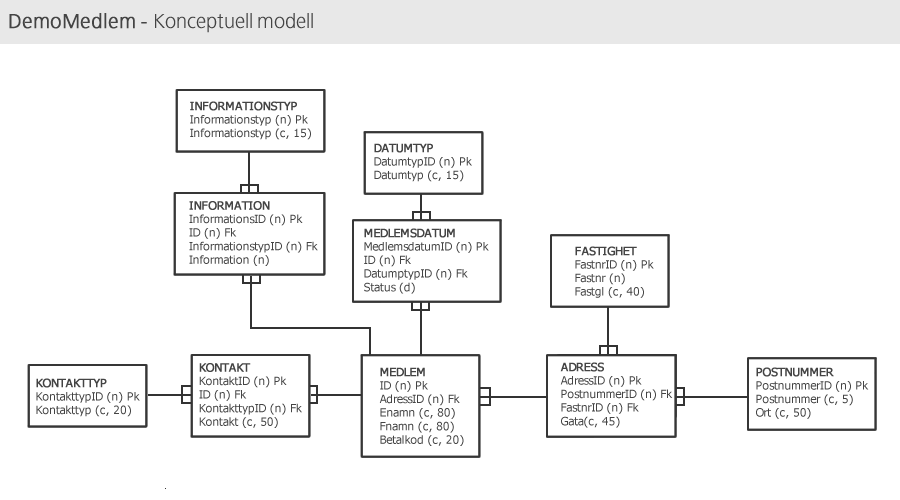 DemoMedlem - Konceptuell modell
INFORMATIONSTYP
Informationstyp (n) Pk
Informationstyp (c, 15)
DATUMTYP
DatumtypID (n) Pk
Datumtyp (c, 15)
INFORMATION
InformationsID (n) Pk
ID (n) Fk
InformationstypID (n) Fk
Information (n)
MEDLEMSDATUM
MedlemsdatumID (n) Pk
ID (n) Fk
DatumptypID (n) Fk
Status (d)
FASTIGHET
FastnrID (n) Pk
Fastnr (n)
Fastgl (c, 40)
KONTAKTTYP
KontakttypID (n) Pk
Kontakttyp (c, 20)
KONTAKT
KontaktID (n) Pk
ID (n) Fk
KontakttypID (n) Fk
Kontakt (c, 50)
MEDLEM
ID (n) Pk
AdressID (n) Fk
Enamn (c, 80)
Fnamn (c, 80)
Betalkod (c, 20)
ADRESS
AdressID (n) Pk
PostnummerID (n) Fk
FastnrID (n) Fk
Gata(c, 45)
POSTNUMMER
PostnummerID (n) Pk
Postnummer (c, 5)
Ort (c, 50)